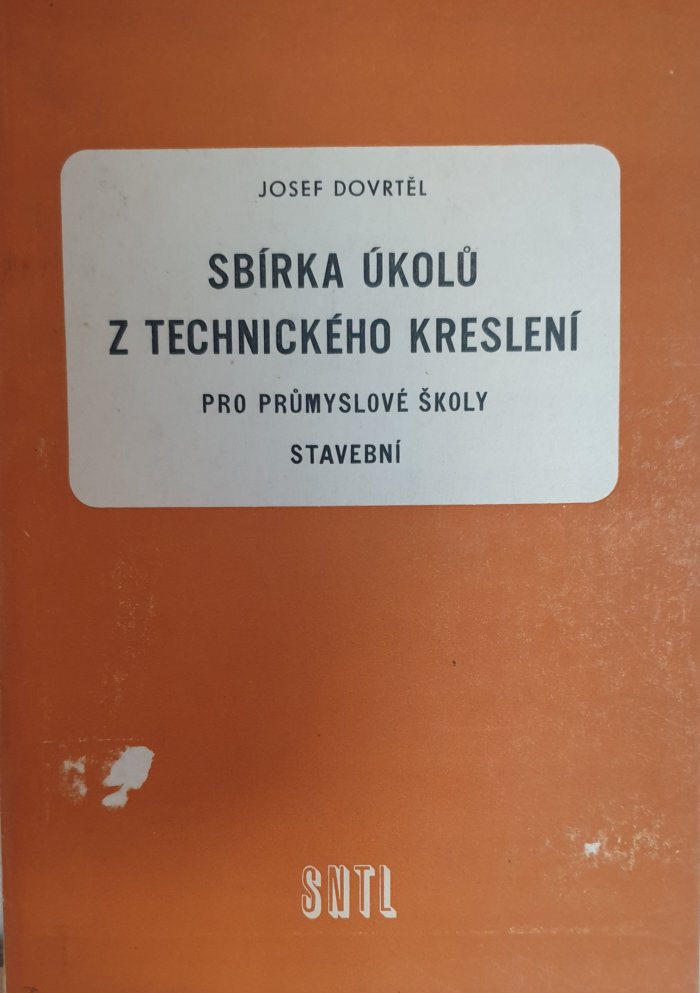 JOSEF DOVRTĚL
SBÍRKA ÚKOLŮ
Z TECHNICKÉHO KRESLENÍ
PRO PRŮMYSLOVÉ ŠKOLY
STAVEBNÍ
SNTL